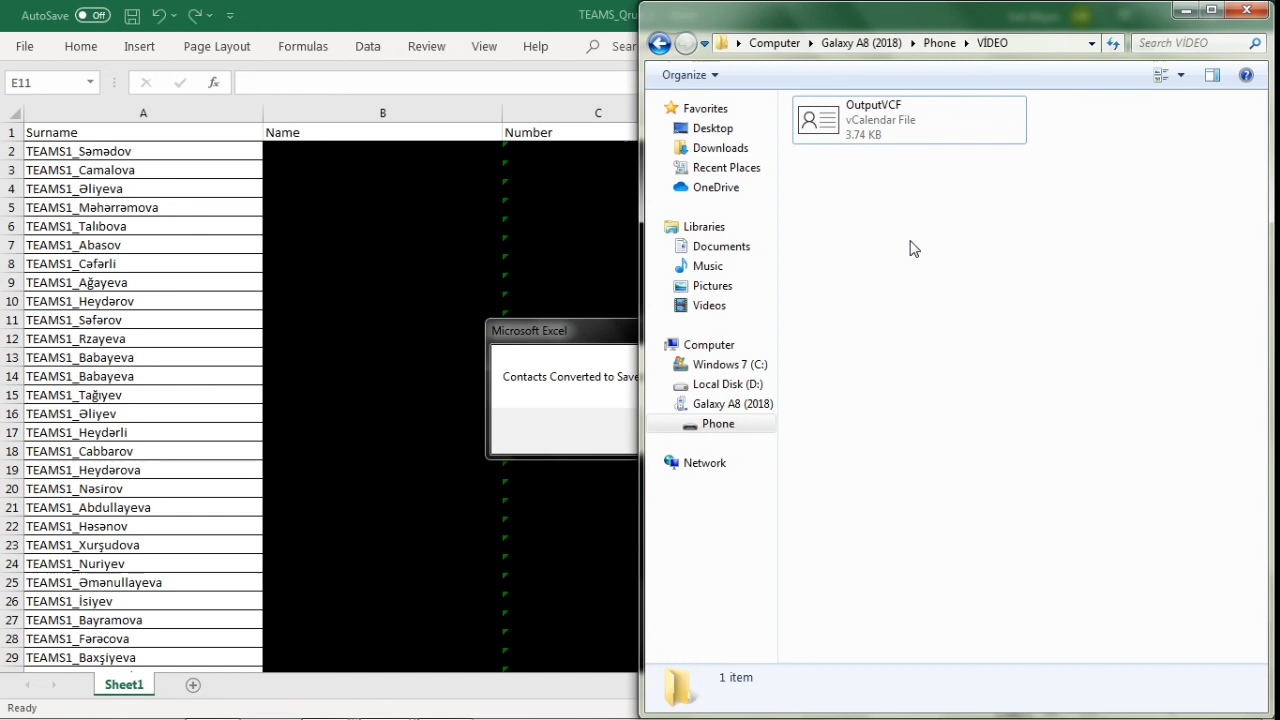 AutoSave Off TEAMS_Qru
File Home Insert Page Layout Formulas Data Review View Help Sear
E11 fx
A B C
1 Surname Name Number
2 TEAMS1_Səmədov
3 TEAMS1_Camalova
4 TEAMS1_Əliyeva
5 TEAMS1_Məhərrəmova
6 TEAMS1_Talıbova
7 TEAMS1_Abasov
8 TEAMS1_Cəfərli
9 TEAMS1_Ağayeva
10 TEAMS1_Heydərov
11 TEAMS1_Səfərov
12 TEAMS1_Rzayeva
13 TEAMS1_Babayeva
14 TEAMS1_Babayeva
15 TEAMS1_Tağıyev
16 TEAMS1_Əliyev
17 TEAMS1_Heydərli
18 TEAMS1_Cabbarov
19 TEAMS1_Heydərova
20 TEAMS1_Nəsirov
21 TEAMS1_Abdullayeva
22 TEAMS1_Həsənov
23 TEAMS1_Xurşudova
24 TEAMS1_Nuriyev
25 TEAMS1_Əmənullayeva
26 TEAMS1_İsiyev
27 TEAMS1_Bayramova
28 TEAMS1_Fərəcova
29 TEAMS1_Baxşiyeva
Sheet1
Ready
Microsoft Excel
Contacts Converted to Save
Computer Galaxy A8 (2018) Phone VİDEO Search VİDEO
Organize
Favorites
Desktop
Downloads
Recent Places
OneDrive
Libraries
Documents
Music
Pictures
Videos
Computer
Windows 7 (C:)
Local Disk (D:)
Galaxy A8 (2018)
Phone
Network
OutputVCF
vCalendar File
3.74 KB
1 item